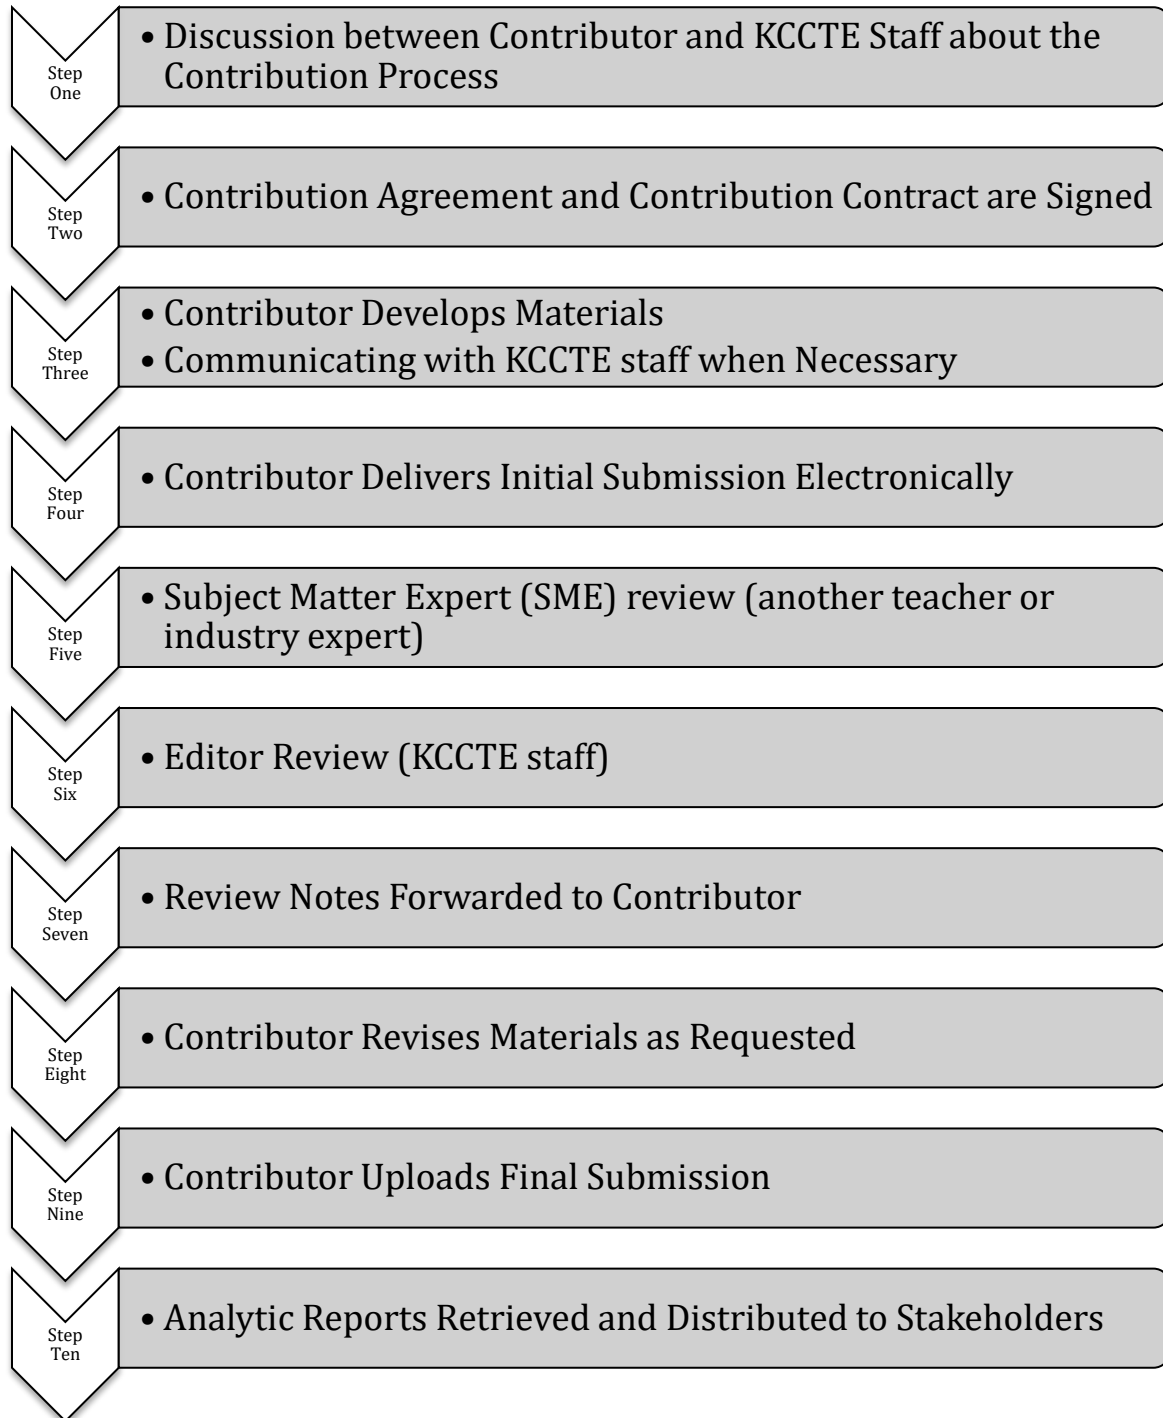 Step
One
• Discussion between Contributor and KCCTE Staff about the
Contribution Process
Step
Two
• Contribution Agreement and Contribution Contract are Signed
Step
Three
• Contributor Develops Materials
• Communicating with KCCTE staff when Necessary
Step
Four
• Contributor Delivers Initial Submission Electronically
Step
Five
• Subject Matter Expert (SME) review (another teacher or
industry expert)
Step
Six
• Editor Review (KCCTE staff)
Step
Seven
• Review Notes Forwarded to Contributor
Step
Eight
• Contributor Revises Materials as Requested
Step
Nine
• Contributor Uploads Final Submission
Step
Ten
• Analytic Reports Retrieved and Distributed to Stakeholders